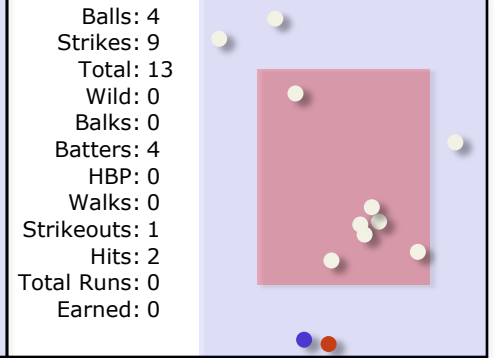 Balls: 4
Strikes: 9
Total: 13
Wild: 0
Balks: 0
Batters: 4
HBP: 0
Walks: 0
Strikeouts: 1
Hits: 2
Total Runs: 0
Earned: 0